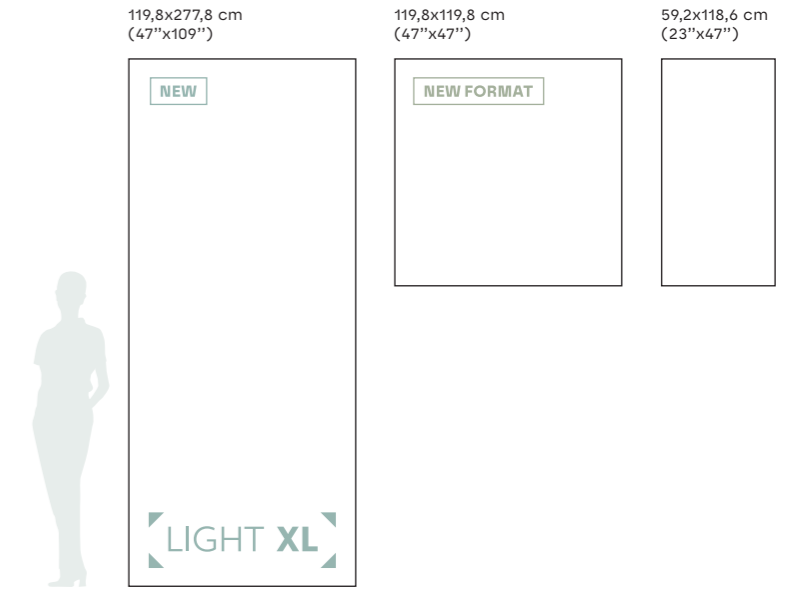 119,8x277,8 cm
(47”x109”)
NEW
LIGHT XL
119,8x119,8 cm
(47”x47”)
NEW FORMAT
59,2x118,6 cm
(23”x47”)